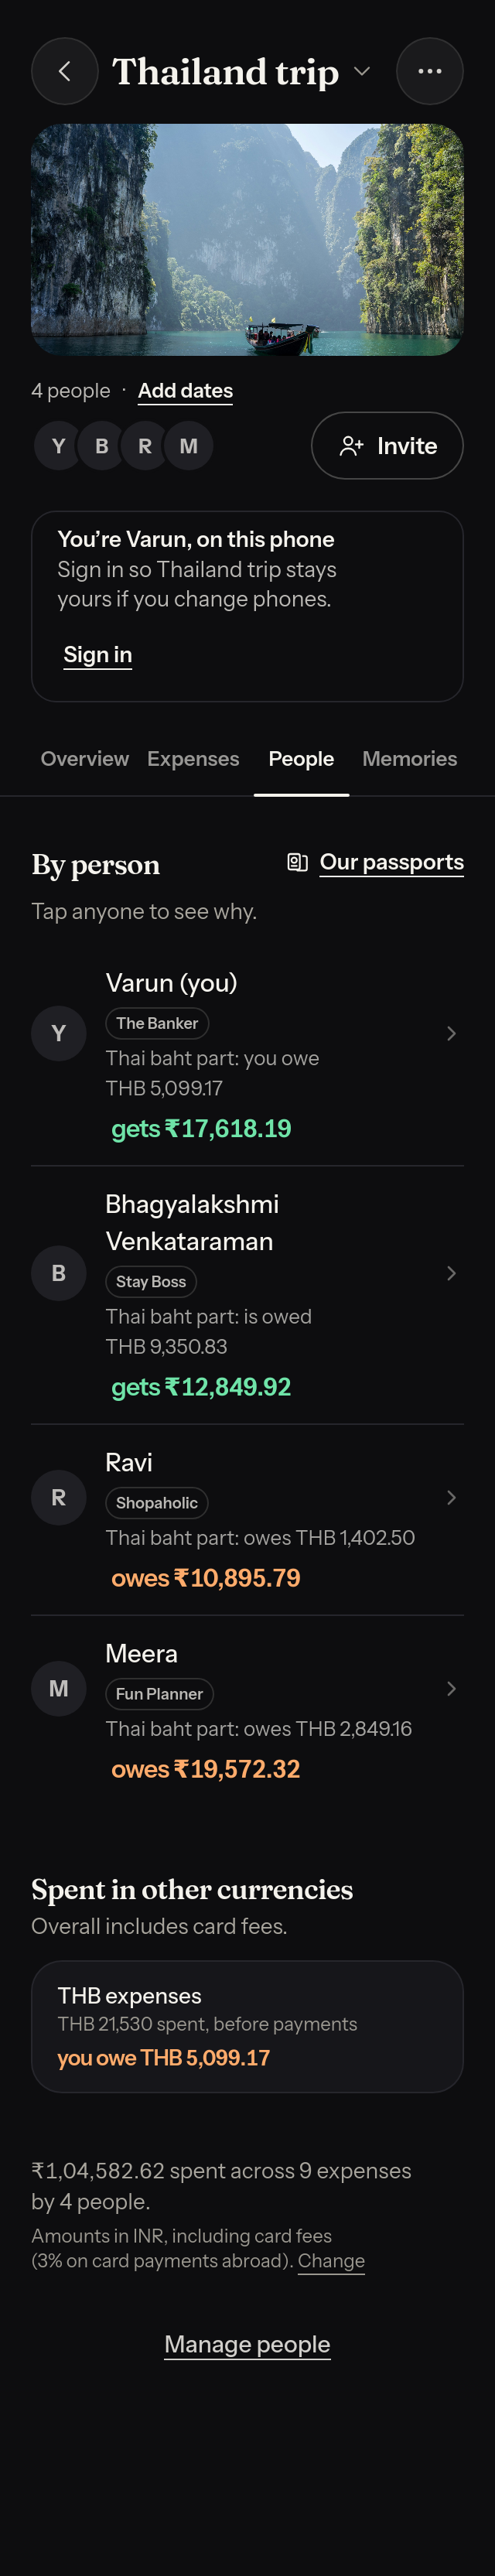 Thailand trip
4 people · Add dates
Y B R M
Invite
You’re Varun, on this phone
Sign in so Thailand trip stays
yours if you change phones.
Sign in
Overview Expenses People Memories
By person
Our passports
Tap anyone to see why.
Y
Varun (you)
The Banker
Thai baht part: you owe
THB 5,099.17
gets ₹17,618.19
B
Bhagyalakshmi
Venkataraman
Stay Boss
Thai baht part: is owed
THB 9,350.83
gets ₹12,849.92
R
Ravi
Shopaholic
Thai baht part: owes THB 1,402.50
owes ₹10,895.79
M
Meera
Fun Planner
Thai baht part: owes THB 2,849.16
owes ₹19,572.32
Spent in other currencies
Overall includes card fees.
THB expenses
THB 21,530 spent, before payments
you owe THB 5,099.17
₹1,04,582.62 spent across 9 expenses
by 4 people.
Amounts in INR, including card fees
(3% on card payments abroad). Change
Manage people